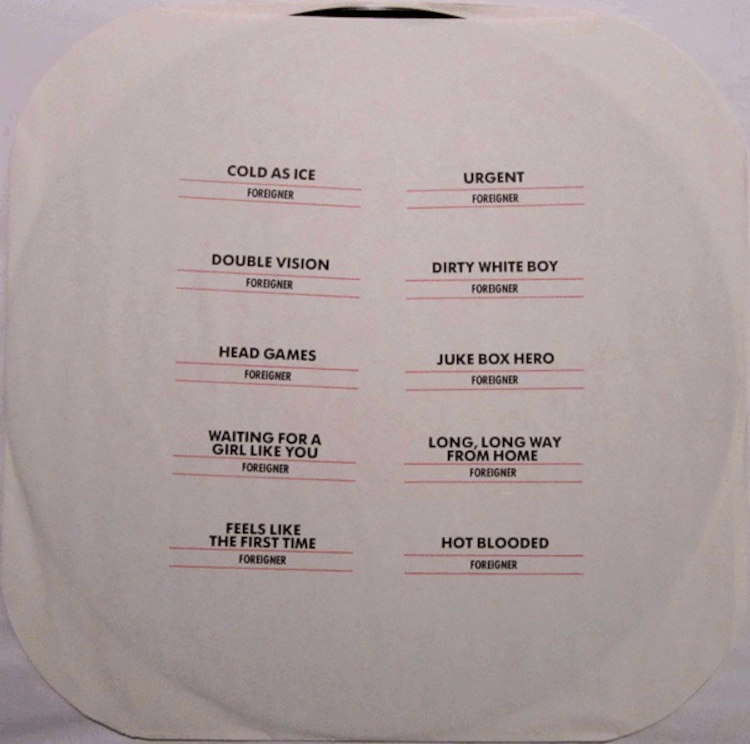 COLD AS ICE
FOREIGNER
DOUBLE VISION
FOREIGNER
HEAD GAMES
FOREIGNER
WAITING FOR A
GIRL LIKE YOU
FOREIGNER
FEELS LIKE
THE FIRST TIME
FOREIGNER
URGENT
FOREIGNER
DIRTY WHITE BOY
FOREIGNER
JUKE BOX HERO
FOREIGNER
LONG, LONG WAY
FROM HOME
FOREIGNER
HOT BLOODED
FOREIGNER